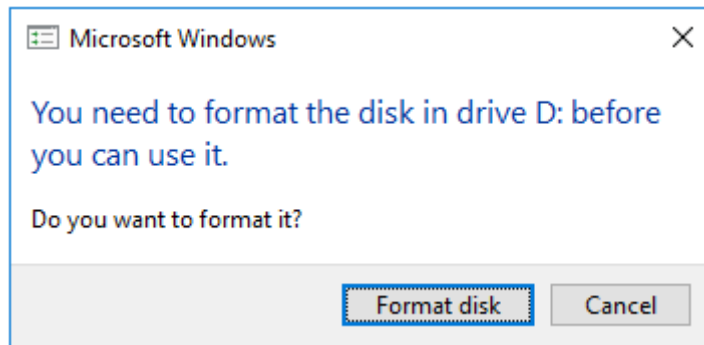 Microsoft Windows
You need to format the disk in drive D: before
you can use it.
Do you want to format it?
Format disk
Cancel